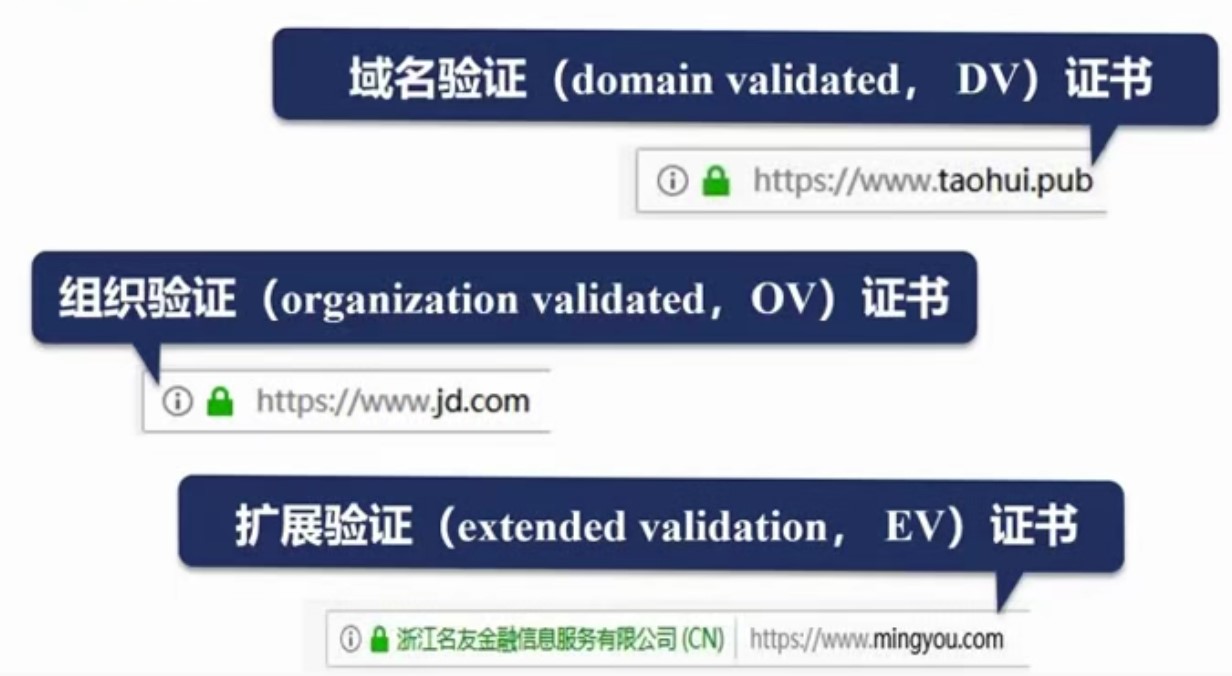 域名验证（domain validated， DV）证书
https://www.taohui.pub
组织验证（organization validated，OV）证书
https://www.jd.com
扩展验证（extended validation， EV）证书
浙江名友金融信息服务有限公司 (CN) https://www.mingyou.com